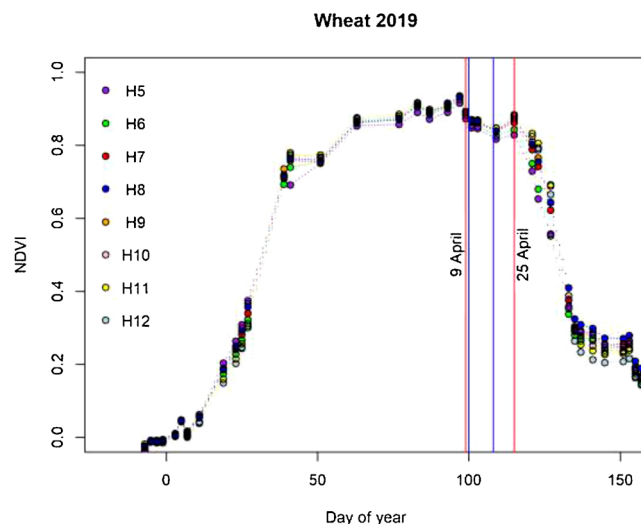 Wheat 2019
NDVI
1.0
0.8
0.6
0.4
0.2
0.0
H5
H6
H7
H8
H9
H10
H11
H12
9 April
25 April
0
50
100
150
Day of year